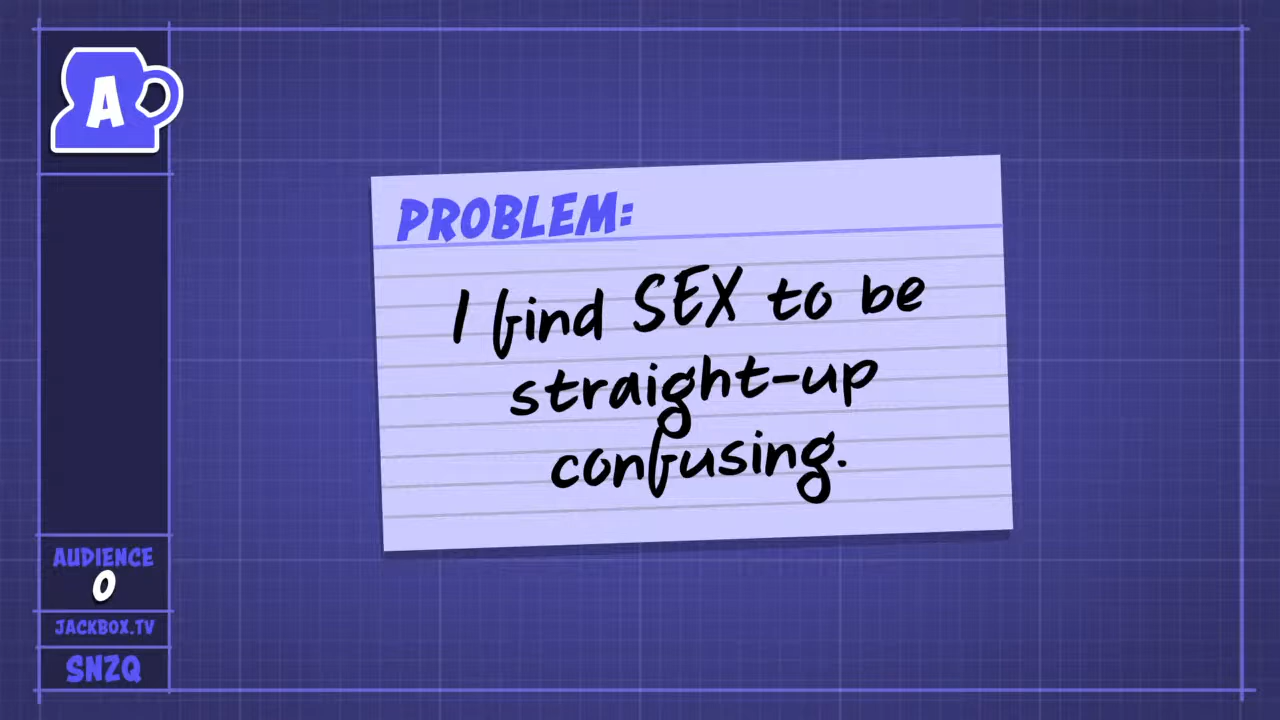 A
PROBLEM:
I find SEX to be
straight-up
confusing.
AUDIENCE
0
JACKBOX.TV
SNZQ